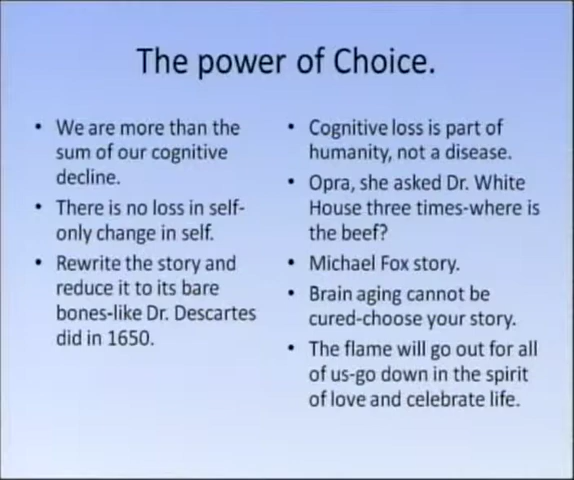 The power of Choice.
• We are more than the
sum of our cognitive
decline.
• There is no loss in self-
only change in self.
• Rewrite the story and
reduce it to its bare
bones-like Dr. Descartes
did in 1650.
• Cognitive loss is part of
humanity, not a disease.
• Opra, she asked Dr. White
House three times-where is
the beef?
• Michael Fox story.
• Brain aging cannot be
cured-choose your story.
• The flame will go out for all
of us-go down in the spirit
of love and celebrate life.